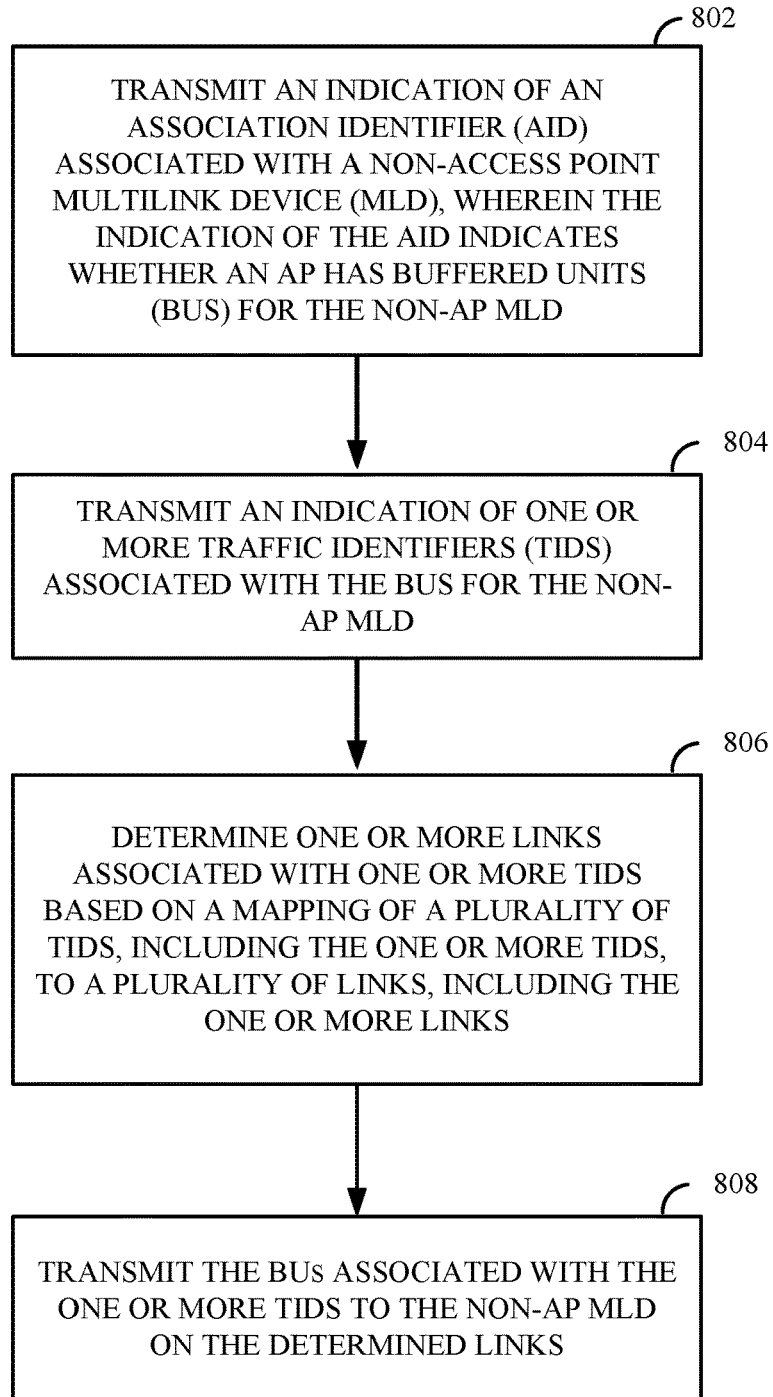 802
TRANSMIT AN INDICATION OF AN
ASSOCIATION IDENTIFIER (AID)
ASSOCIATED WITH A NON-ACCESS POINT
MULTILINK DEVICE (MLD), WHEREIN THE
INDICATION OF THE AID INDICATES
WHETHER AN AP HAS BUFFERED UNITS
(BUS) FOR THE NON-AP MLD
804
TRANSMIT AN INDICATION OF ONE OR
MORE TRAFFIC IDENTIFIERS (TIDS)
ASSOCIATED WITH THE BUS FOR THE NON-
AP MLD
806
DETERMINE ONE OR MORE LINKS
ASSOCIATED WITH ONE OR MORE TIDS
BASED ON A MAPPING OF A PLURALITY OF
TIDS, INCLUDING THE ONE OR MORE TIDS,
TO A PLURALITY OF LINKS, INCLUDING THE
ONE OR MORE LINKS
808
TRANSMIT THE BUs ASSOCIATED WITH THE
ONE OR MORE TIDS TO THE NON-AP MLD
ON THE DETERMINED LINKS